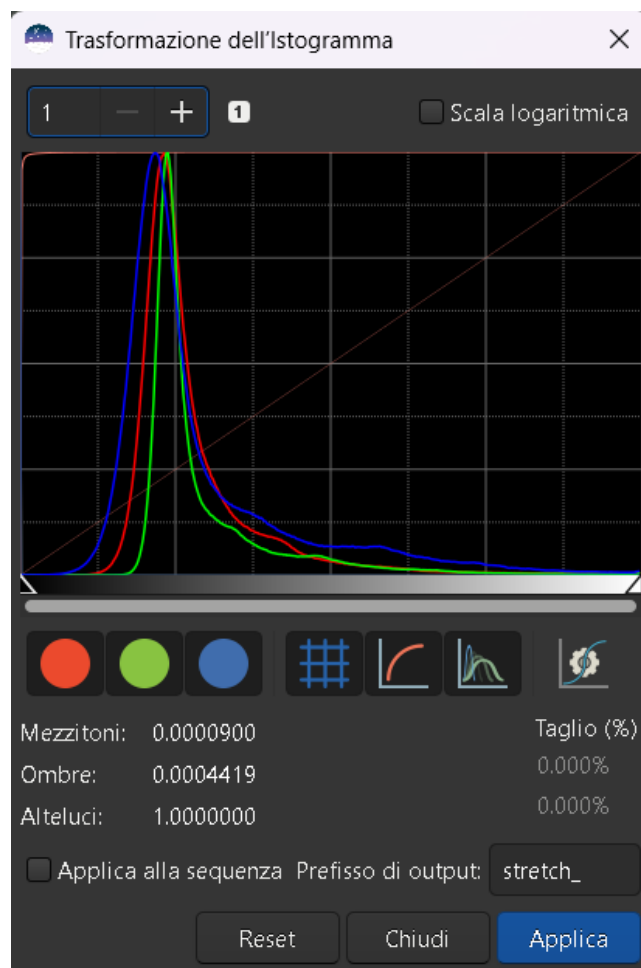 Trasformazione dell'Istogramma
1 1 Scala logaritmica
Mezzitoni: 0.0000900 Taglio (%)
Ombre: 0.0004419 0.000%
Alteluci: 1.0000000 0.000%
Applica alla sequenza Prefisso di output: stretch_
Reset Chiudi Applica